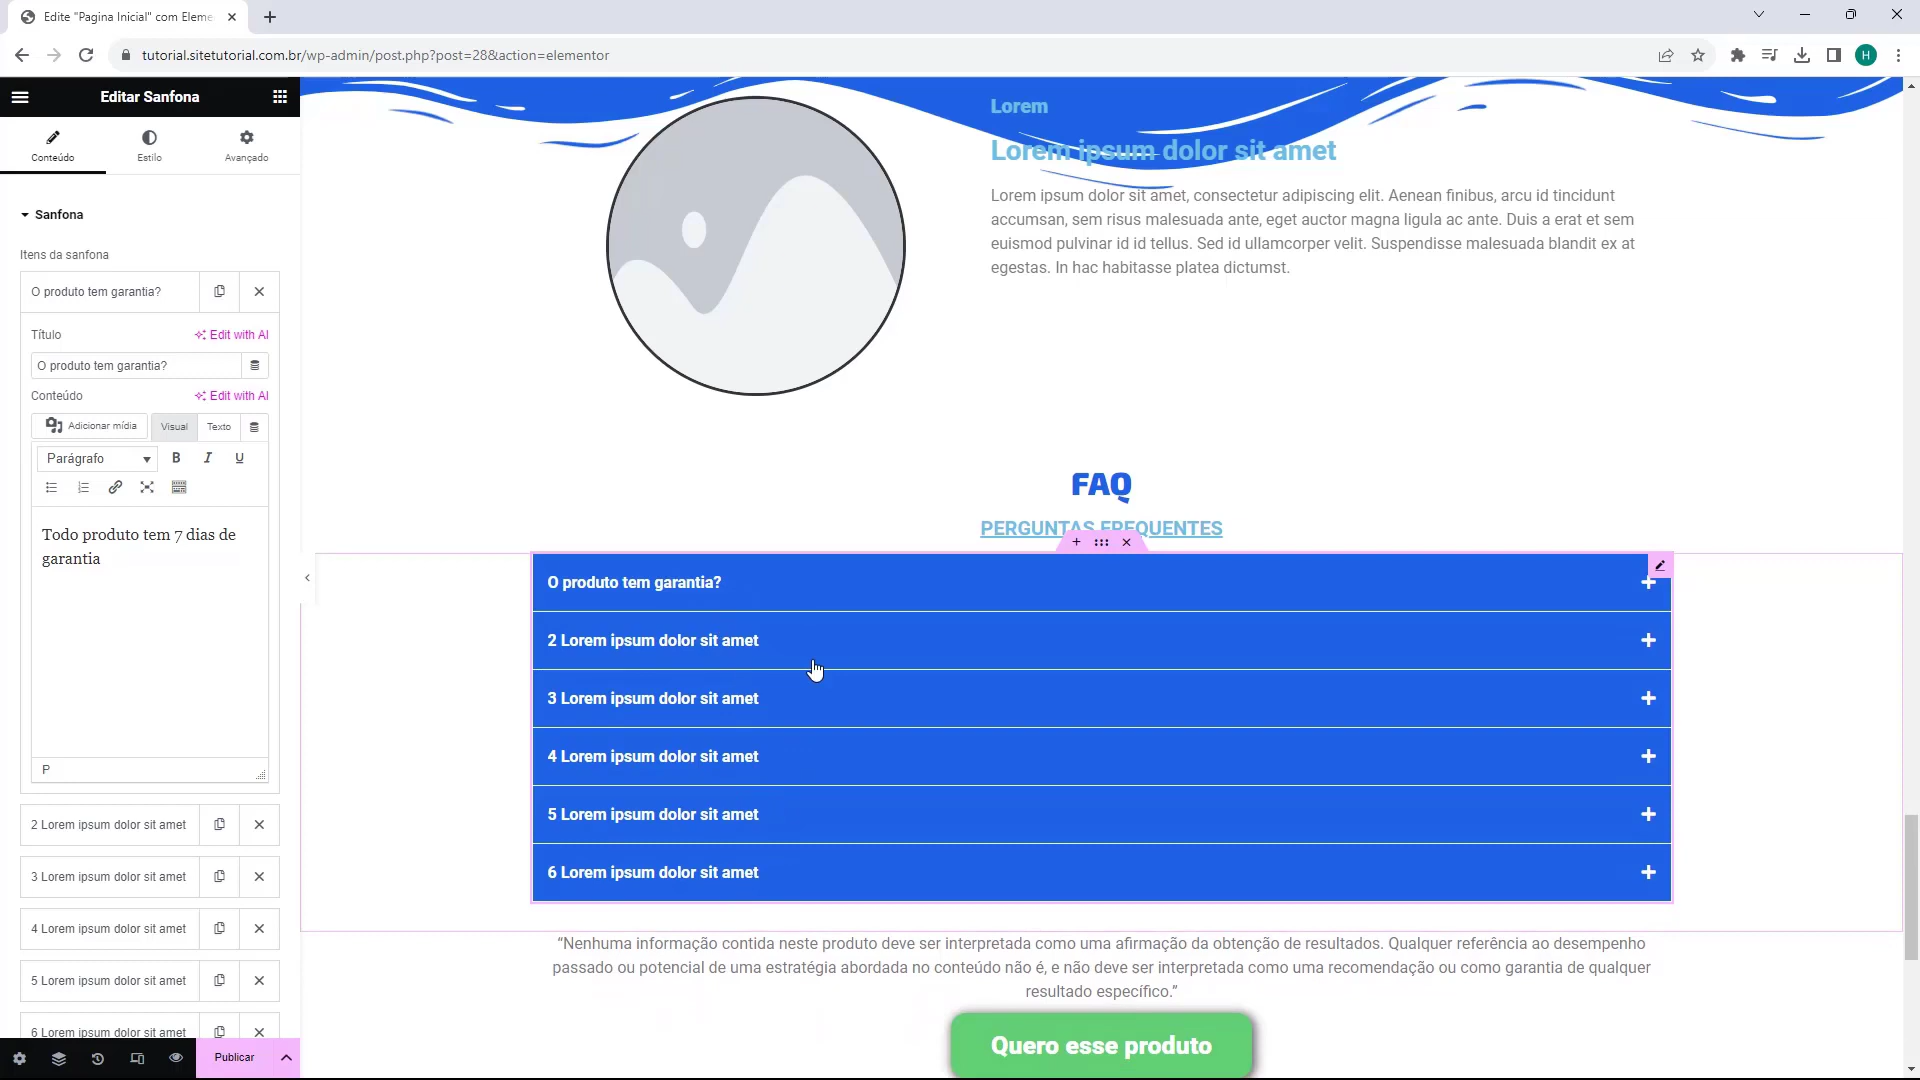 Edite "Pagina Inicial" com Eleme
tutorial.sitetutorial.com.br/wp-admin/post.php?post=28&action=elementor
H
Editar Sanfona
Conteúdo
Estilo
Avançado
Sanfona
Itens da sanfona
O produto tem garantia?
Título
Edit with AI
O produto tem garantia?
Conteúdo
Edit with AI
Adicionar mídia
Visual
Texto
Parágrafo
B
I
U
Todo produto tem 7 dias de
garantia
P
2 Lorem ipsum dolor sit amet
3 Lorem ipsum dolor sit amet
4 Lorem ipsum dolor sit amet
5 Lorem ipsum dolor sit amet
6 Lorem ipsum dolor sit amet
Publicar
Lorem
Lorem ipsum dolor sit amet
Lorem ipsum dolor sit amet, consectetur adipiscing elit. Aenean finibus, arcu id tincidunt
accumsan, sem risus malesuada ante, eget auctor magna ligula ac ante. Duis a erat et sem
euismod pulvinar id id tellus. Sed id ullamcorper velit. Suspendisse malesuada blandit ex at
egestas. In hac habitasse platea dictumst.
FAQ
PERGUNTAS FREQUENTES
O produto tem garantia?
2 Lorem ipsum dolor sit amet
3 Lorem ipsum dolor sit amet
4 Lorem ipsum dolor sit amet
5 Lorem ipsum dolor sit amet
6 Lorem ipsum dolor sit amet
“Nenhuma informação contida neste produto deve ser interpretada como uma afirmação da obtenção de resultados. Qualquer referência ao desempenho
passado ou potencial de uma estratégia abordada no conteúdo não é, e não deve ser interpretada como uma recomendação ou como garantia de qualquer
resultado específico.”
Quero esse produto